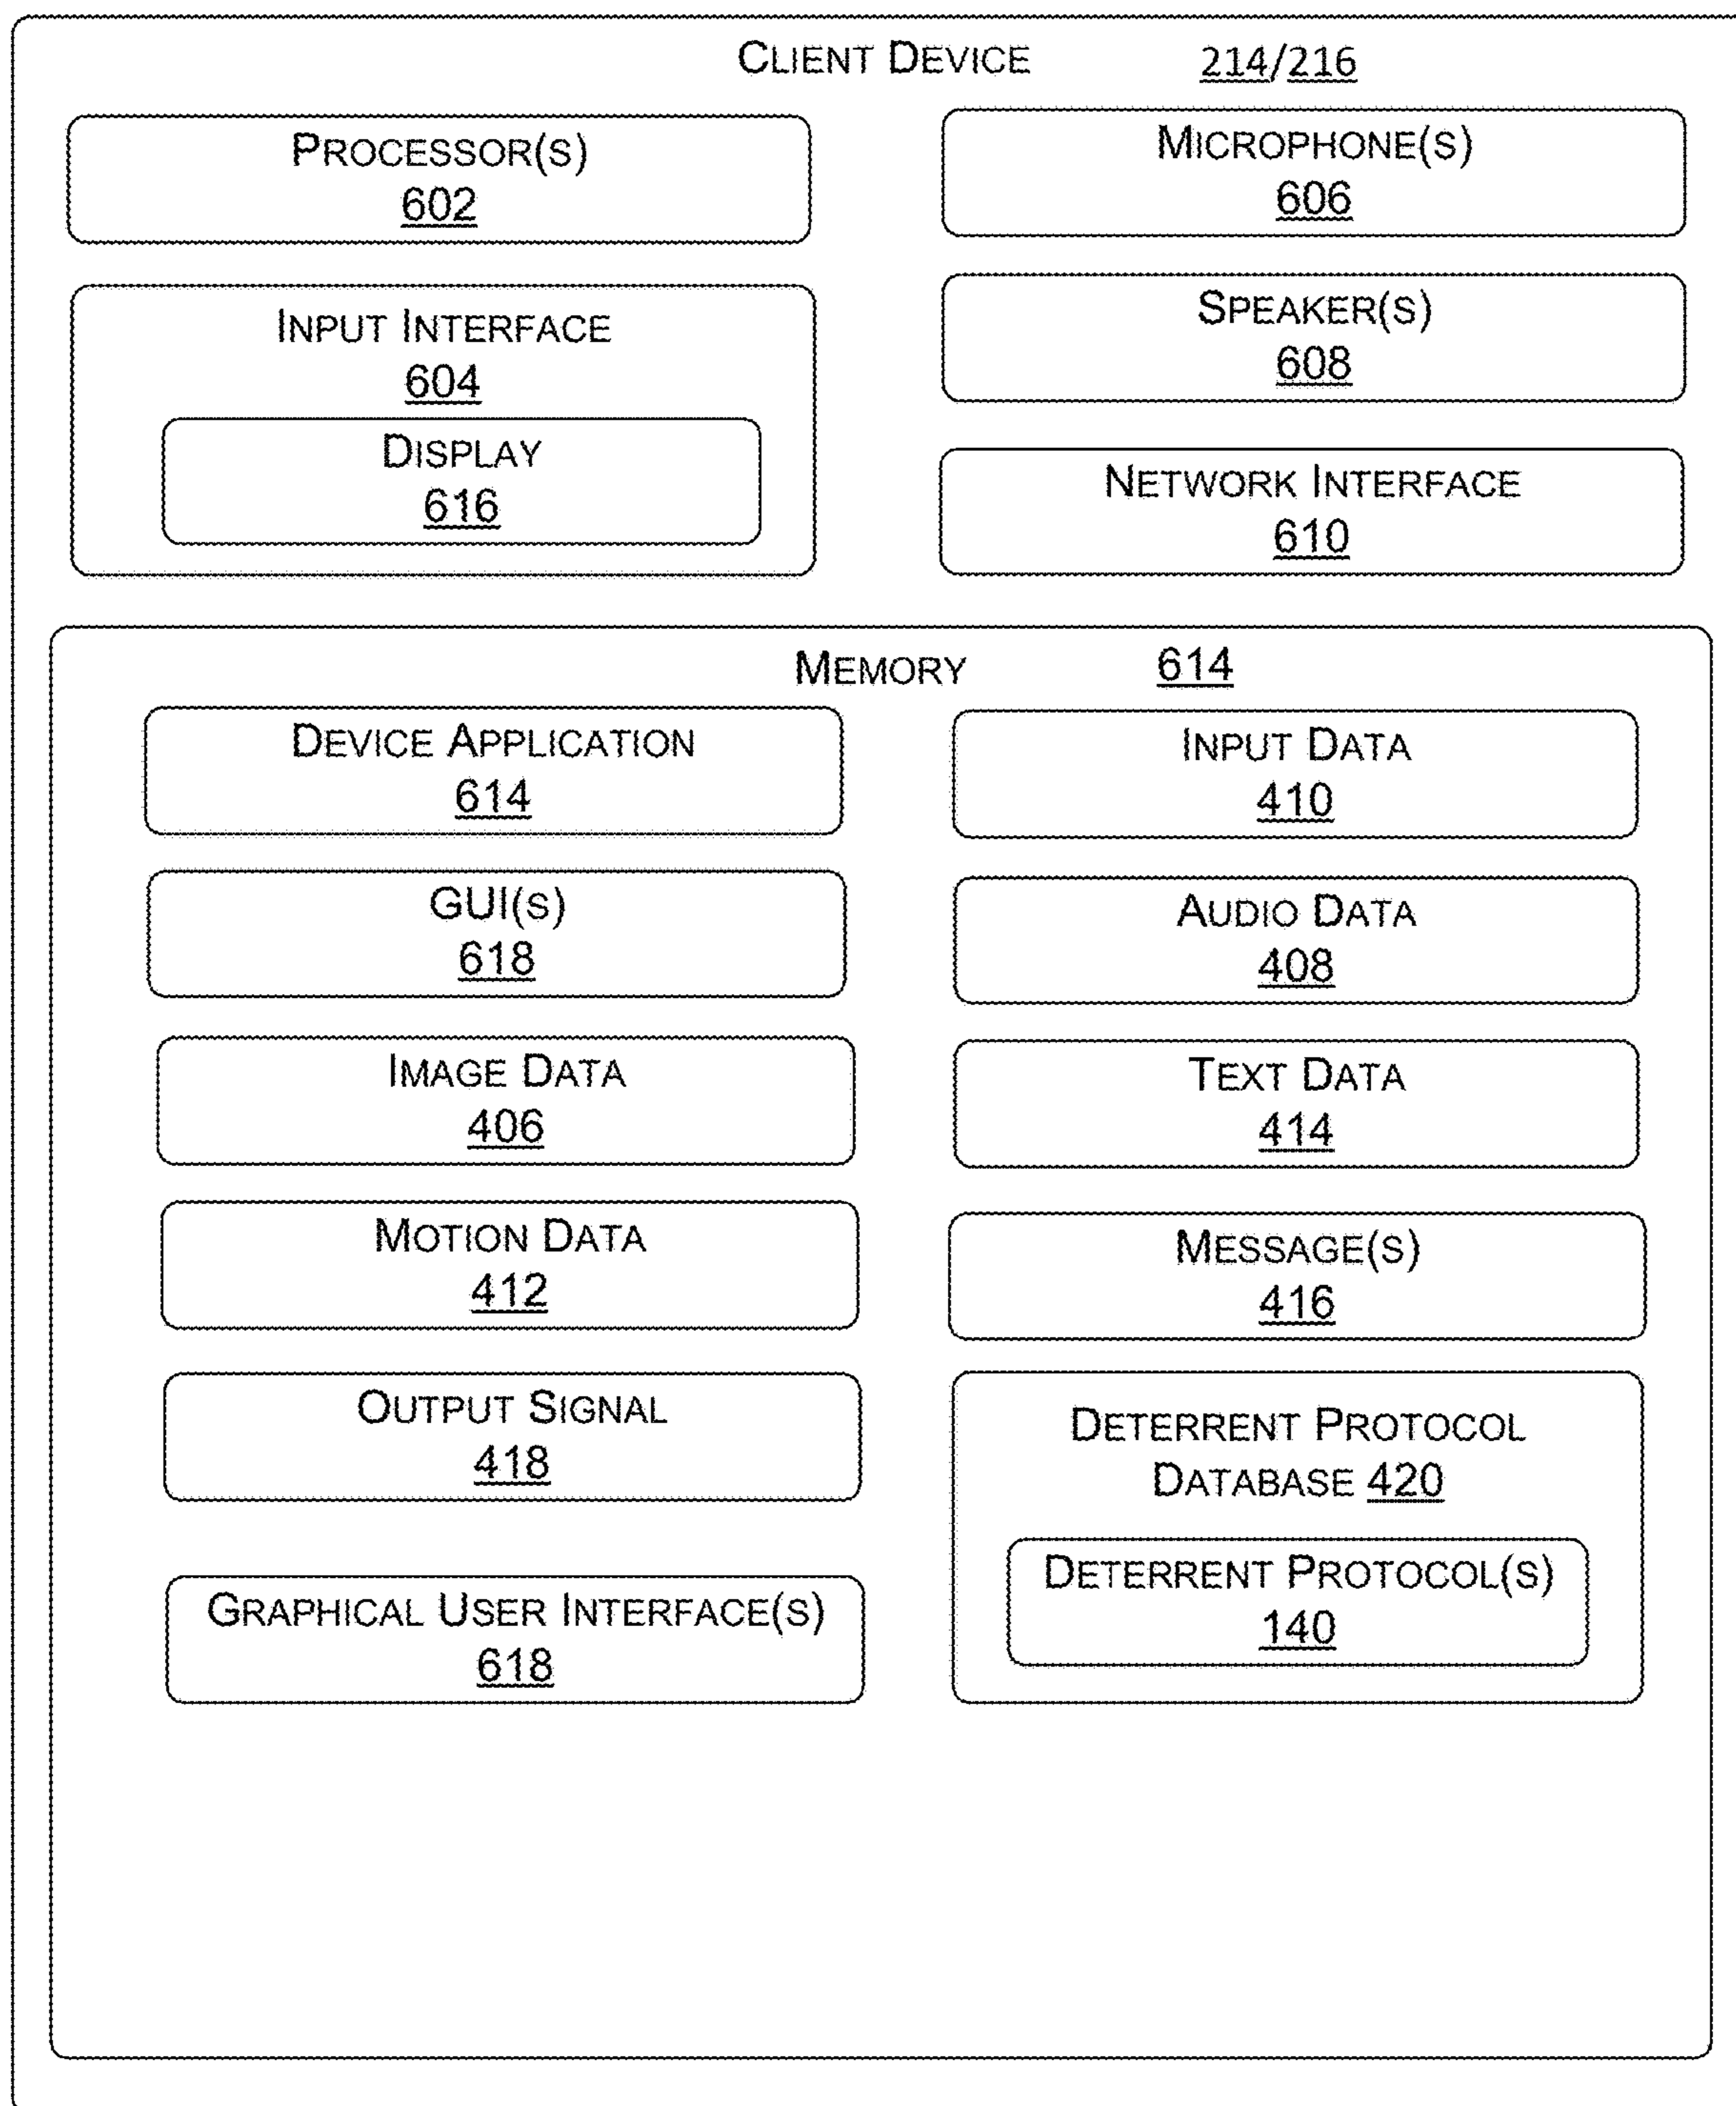 CLIENT DEVICE 214/216
PROCESSOR(S)
602
MICROPHONE(S)
606
INPUT INTERFACE
604
DISPLAY
616
SPEAKER(S)
608
NETWORK INTERFACE
610
MEMORY 614
DEVICE APPLICATION
614
INPUT DATA
410
GUI(S)
618
AUDIO DATA
408
IMAGE DATA
406
TEXT DATA
414
MOTION DATA
412
MESSAGE(S)
416
OUTPUT SIGNAL
418
DETERRENT PROTOCOL
DATABASE 420
DETERRENT PROTOCOL(S)
140
GRAPHICAL USER INTERFACE(S)
618